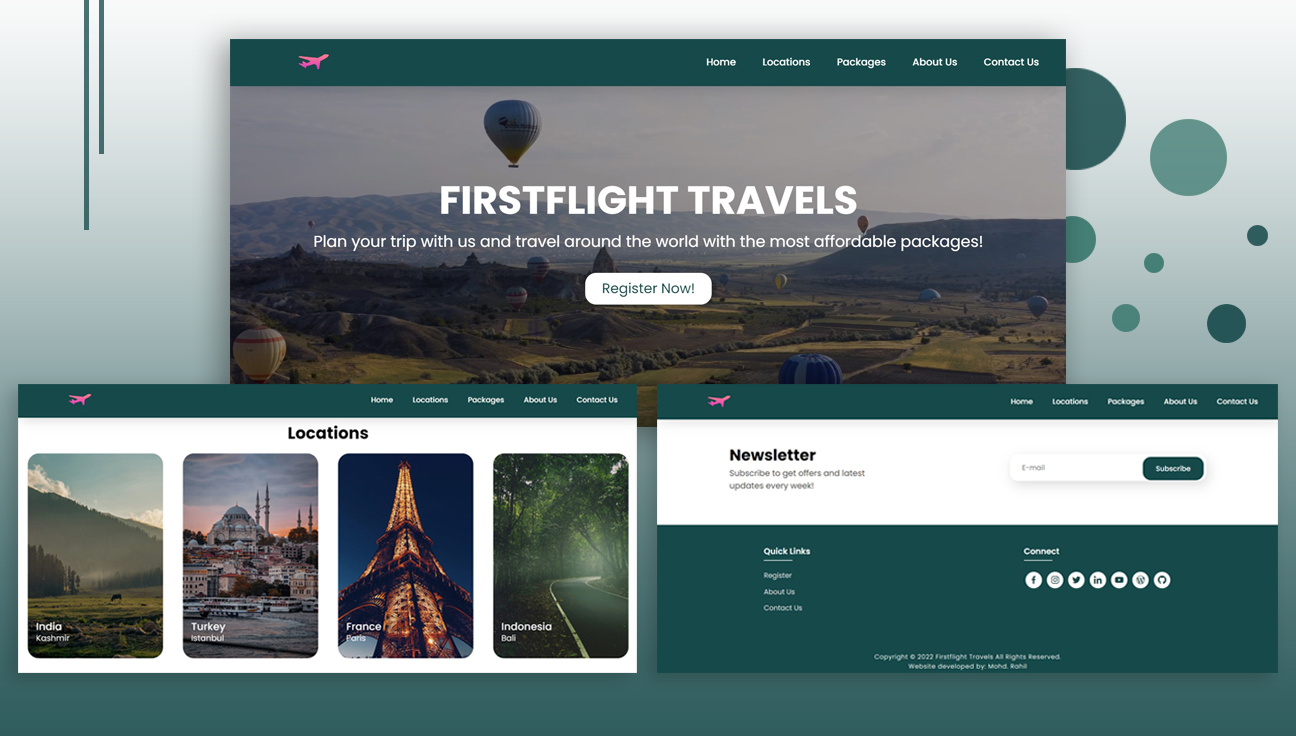 Home Locations Packages About Us Contact Us
FIRSTFLIGHT TRAVELS
Plan your trip with us and travel around the world with the most affordable packages!
Register Now!
Home Locations Packages About Us Contact Us
Locations
India
Kashmir
Turkey
Istanbul
France
Paris
Indonesia
Bali
Home Locations Packages About Us Contact Us
Newsletter
Subscribe to get offers and latest
updates every week!
E-mail
Subscribe
Quick Links
Register
About Us
Contact Us
Connect
Copyright © 2022 Firstflight Travels All Rights Reserved.
Website developed by: Mohd. Rahil